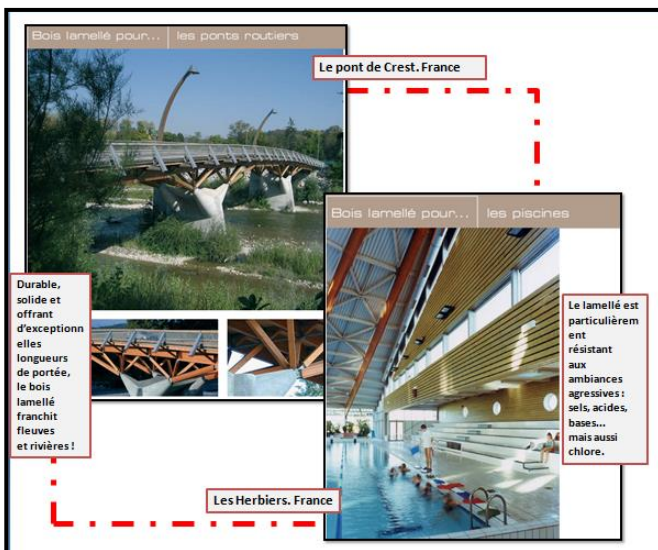 Bois lamellé pour... les ponts routiers
Le pont de Crest. France
Durable,
solide et
offrant
d’exceptionn
elles
longueurs
de portée,
le bois
lamellé
franchit
fleuves
et rivières !
Bois lamellé pour... les piscines
Le lamellé est
particulièrem
ent
résistant
aux
ambiances
agressives :
sels, acides,
bases...
mais aussi
chlore.
Les Herbiers. France